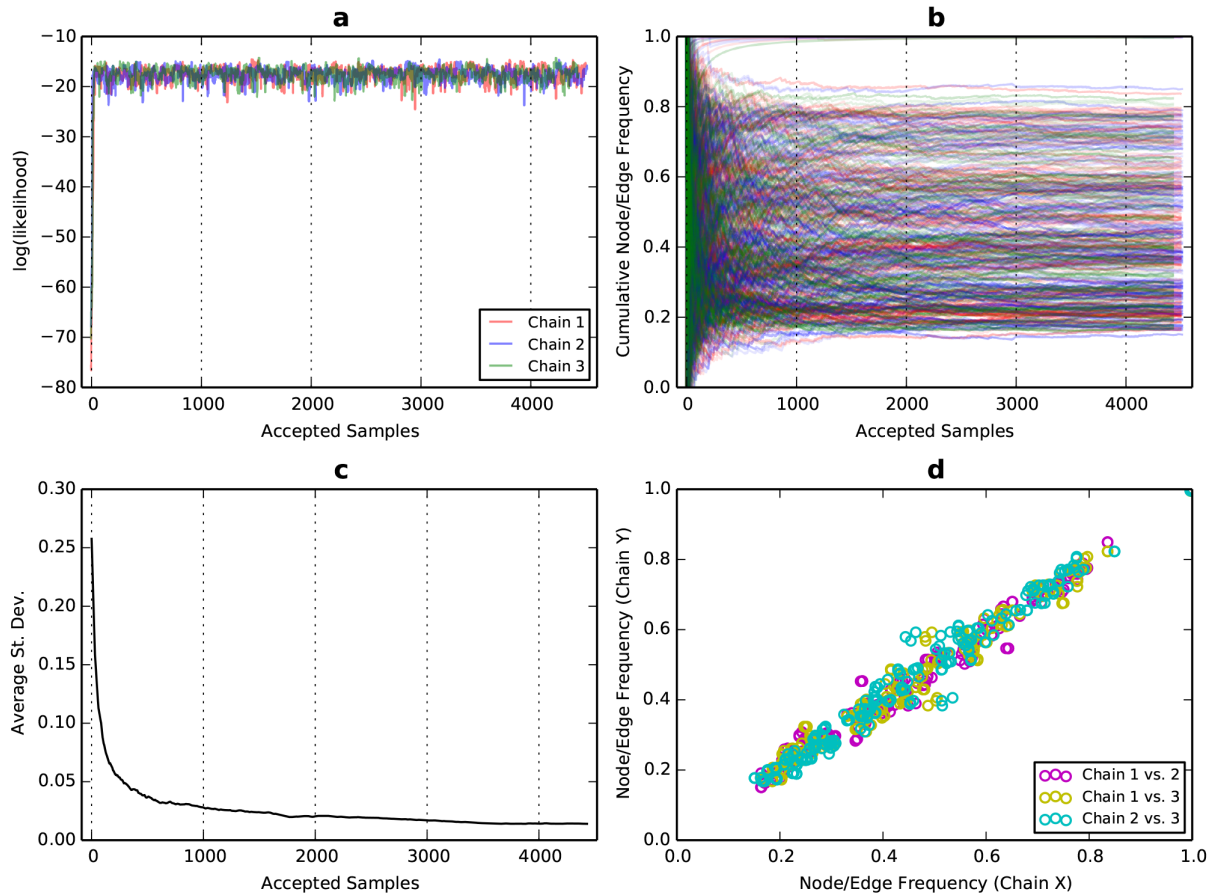 a
−10
−20
−30
−40
−50
−60
−70
−80
log(likelihood)
0 1000 2000 3000 4000
Accepted Samples
Chain 1
Chain 2
Chain 3
b
1.0
0.8
0.6
0.4
0.2
0.0
Cumulative Node/Edge Frequency
0 1000 2000 3000 4000
Accepted Samples
c
0.30
0.25
0.20
0.15
0.10
0.05
0.00
Average St. Dev.
0 1000 2000 3000 4000
Accepted Samples
d
1.0
0.8
0.6
0.4
0.2
0.0
Node/Edge Frequency (Chain Y)
0.0 0.2 0.4 0.6 0.8 1.0
Node/Edge Frequency (Chain X)
Chain 1 vs. 2
Chain 1 vs. 3
Chain 2 vs. 3